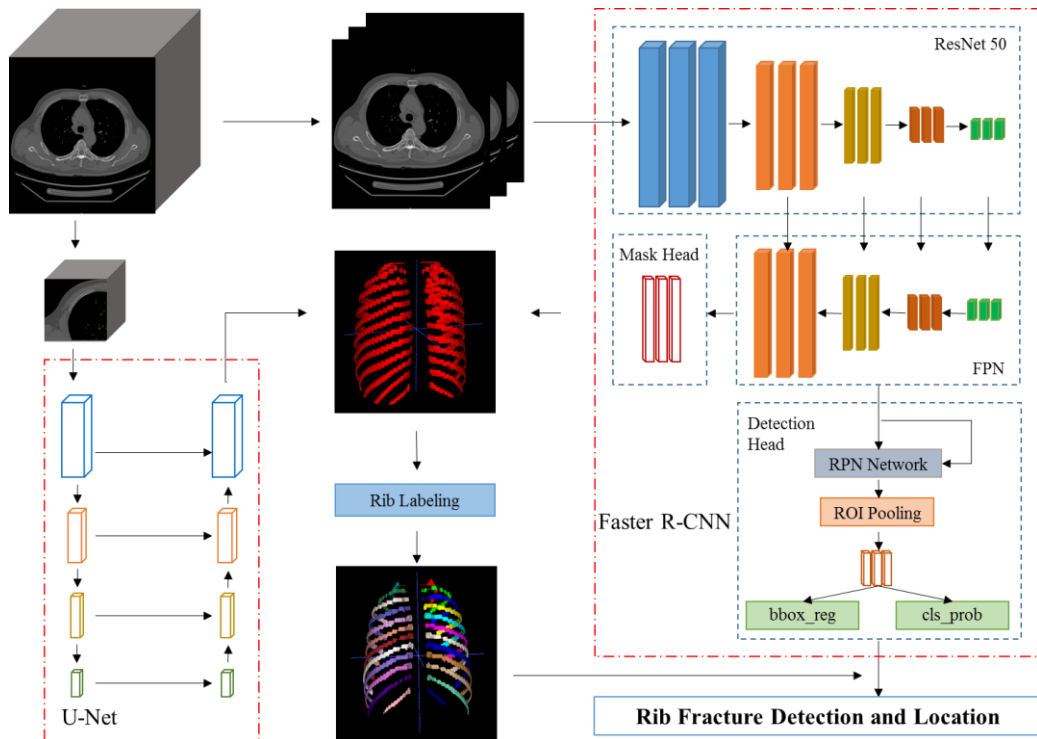 ResNet 50
Mask Head
FPN
Detection
Head
RPN Network
Rib Labeling
ROI Pooling
Faster R-CNN
bbox_reg
cls_prob
U-Net
Rib Fracture Detection and Location